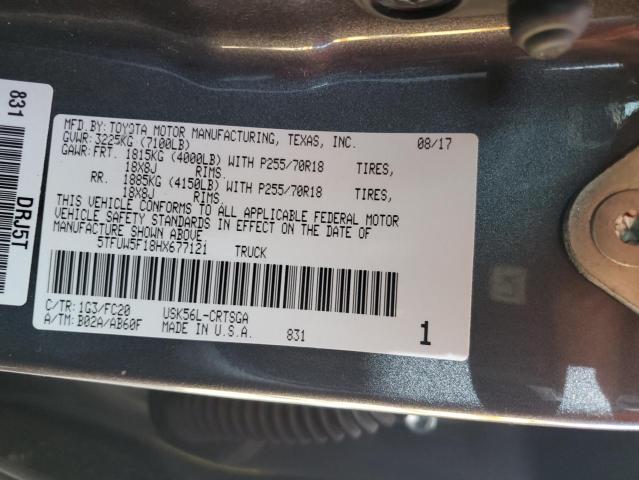 MFD.BY:TOYOTA MOTOR MANUFACTURING, TEXAS, INC. 08/17
GVWR:3225KG (7100LB)
GAWR:FRT. 1815KG (4000LB) WITH P255/70R18 TIRES,
18X8J RIMS.
RR. 1885KG (4150LB) WITH P255/70R18 TIRES,
18X8J RIMS.
THIS VEHICLE CONFORMS TO ALL APPLICABLE FEDERAL MOTOR
VEHICLE SAFETY STANDARDS IN EFFECT ON THE DATE OF
MANUFACTURE SHOWN ABOVE.
5TFUW5F18HX677121 TRUCK
C/TR:1G3/FC20 USK56L-CRTSGA
A/TM:B02A/AB60F MADE IN U.S.A. 831 1
831
DRJ5T